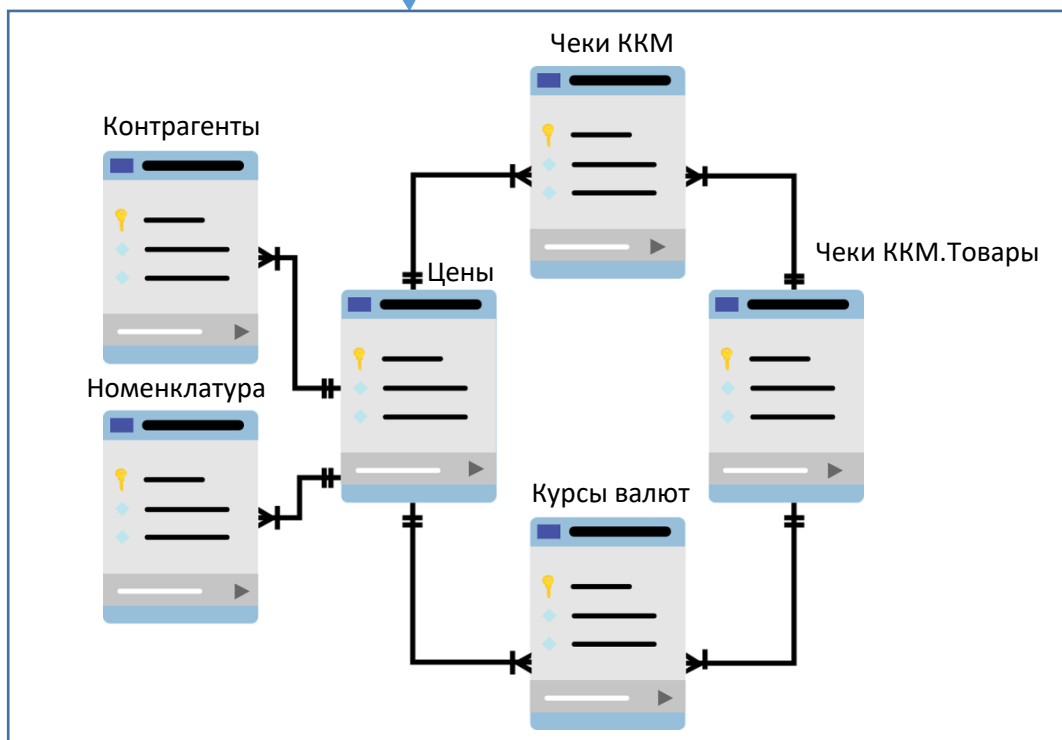 Чеки ККМ
Контрагенты
Чеки ККМ.Товары
Цены
Номенклатура
Курсы валют